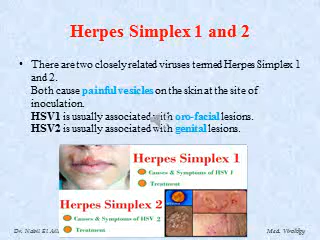 Herpes Simplex 1 and 2
• There are two closely related viruses termed Herpes Simplex 1
and 2.
Both cause painful vesicles on the skin at the site of
inoculation.
HSV1 is usually associated with oro-facial lesions.
HSV2 is usually associated with genital lesions.
Herpes Simplex 1
Causes & Symptoms of HSV 1
Treatment
Herpes Simplex 2
Causes & Symptoms of HSV 2
Treatment
Dr. Nabil El
Med. Virology